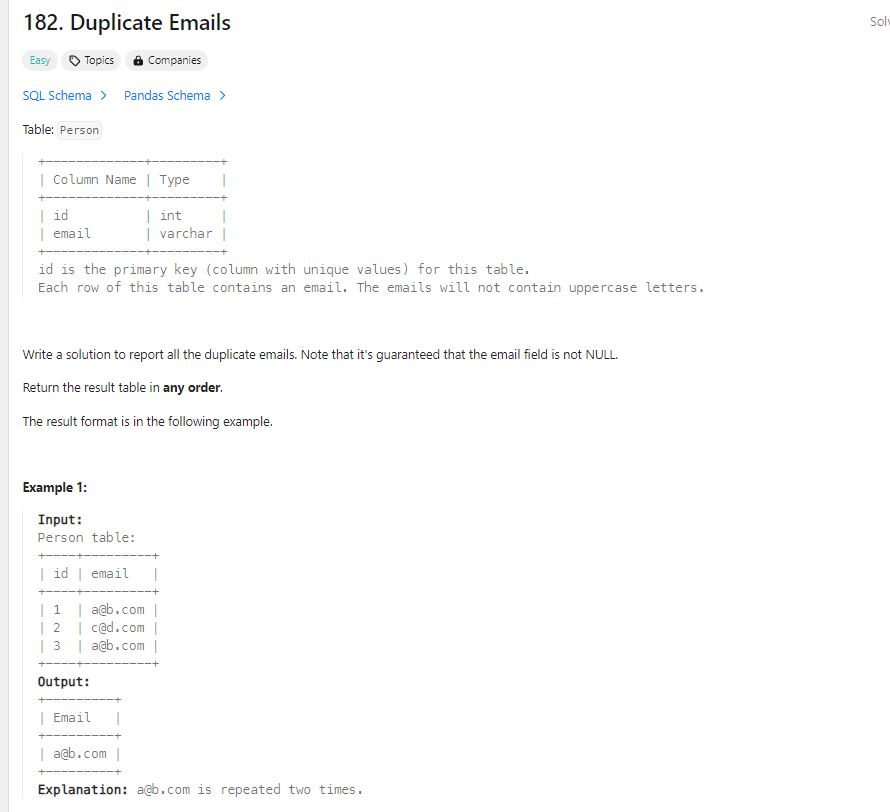 182. Duplicate Emails
Solv
Easy Topics Companies
SQL Schema > Pandas Schema >
Table: Person
+-------------+---------+
| Column Name | Type    |
+-------------+---------+
| id          | int     |
| email       | varchar |
+-------------+---------+
id is the primary key (column with unique values) for this table.
Each row of this table contains an email. The emails will not contain uppercase letters.
Write a solution to report all the duplicate emails. Note that it's guaranteed that the email field is not NULL.
Return the result table in any order.
The result format is in the following example.
Example 1:
Input:
Person table:
+----+---------+
| id | email   |
+----+---------+
| 1  | a@b.com |
| 2  | c@d.com |
| 3  | a@b.com |
+----+---------+
Output:
+---------+
| Email   |
+---------+
| a@b.com |
+---------+
Explanation: a@b.com is repeated two times.